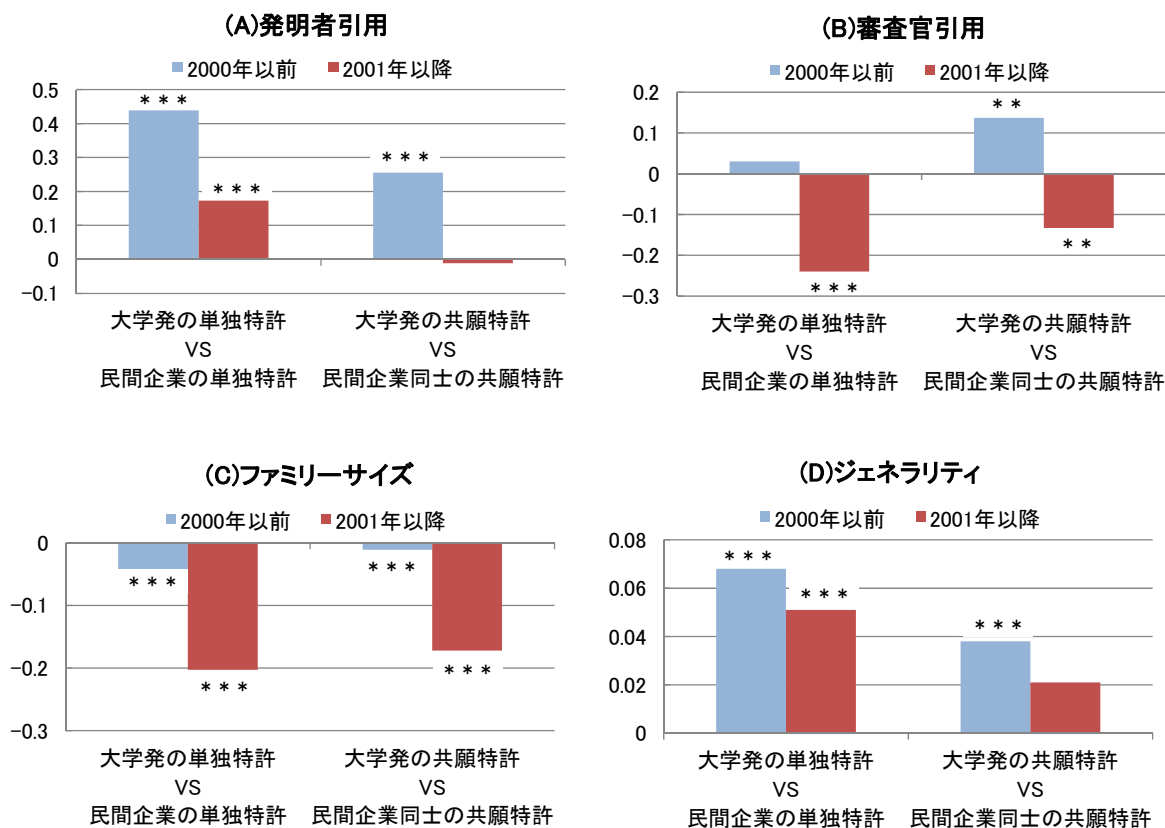 (A)発明者引用
2000年以前 2001年以降
0.5
0.4
0.3
0.2
0.1
0
-0.1
***
***
***
大学発の単独特許
VS
民間企業の単独特許
大学発の共願特許
VS
民間企業同士の共願特許
(B)審査官引用
2000年以前 2001年以降
0.2
0.1
0
-0.1
-0.2
-0.3
***
**
**
大学発の単独特許
VS
民間企業の単独特許
大学発の共願特許
VS
民間企業同士の共願特許
(C)ファミリーサイズ
2000年以前 2001年以降
0
-0.1
-0.2
-0.3
***
***
***
***
大学発の単独特許
VS
民間企業の単独特許
大学発の共願特許
VS
民間企業同士の共願特許
(D)ジェネラリティ
2000年以前 2001年以降
0.08
0.06
0.04
0.02
0
***
***
***
大学発の単独特許
VS
民間企業の単独特許
大学発の共願特許
VS
民間企業同士の共願特許